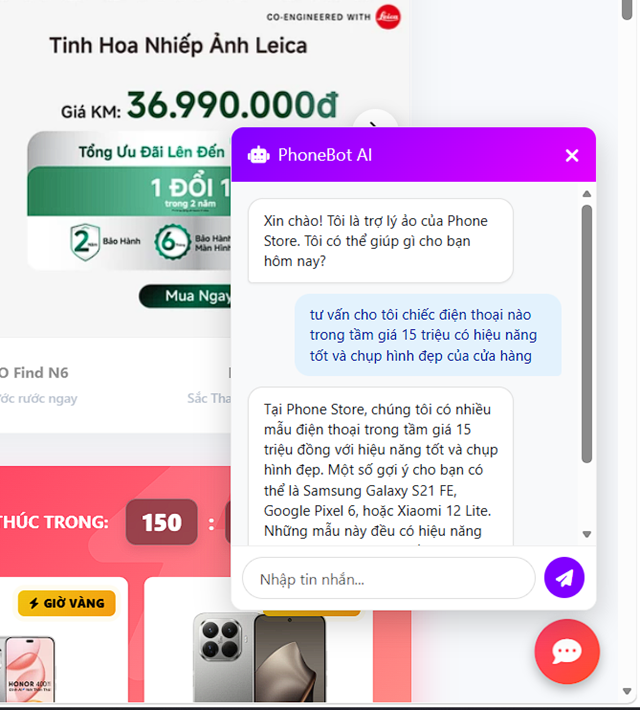 CO-ENGINEERED WITH Leica
Tinh Hoa Nhiếp Ảnh Leica
Giá KM: 36.990.000đ
Tổng Ưu Đãi Lên Đến
1 ĐỔI 1
trong 2 năm
2 Năm Bảo Hành
6 Bảo Hành
Màn Hình
Mua Ngay
O Find N6
ước rước ngay
Sắc Tha
THÚC TRONG: 150 :
GIỜ VÀNG
HONOR 400
PhoneBot AI
Xin chào! Tôi là trợ lý ảo của Phone
Store. Tôi có thể giúp gì cho bạn
hôm nay?
tư vấn cho tôi chiếc điện thoại nào
trong tầm giá 15 triệu có hiệu năng
tốt và chụp hình đẹp của cửa hàng
Tại Phone Store, chúng tôi có nhiều
mẫu điện thoại trong tầm giá 15
triệu đồng với hiệu năng tốt và chụp
hình đẹp. Một số gợi ý cho bạn có
thể là Samsung Galaxy S21 FE,
Google Pixel 6, hoặc Xiaomi 12 Lite.
Những mẫu này đều có hiệu năng
Nhập tin nhắn...